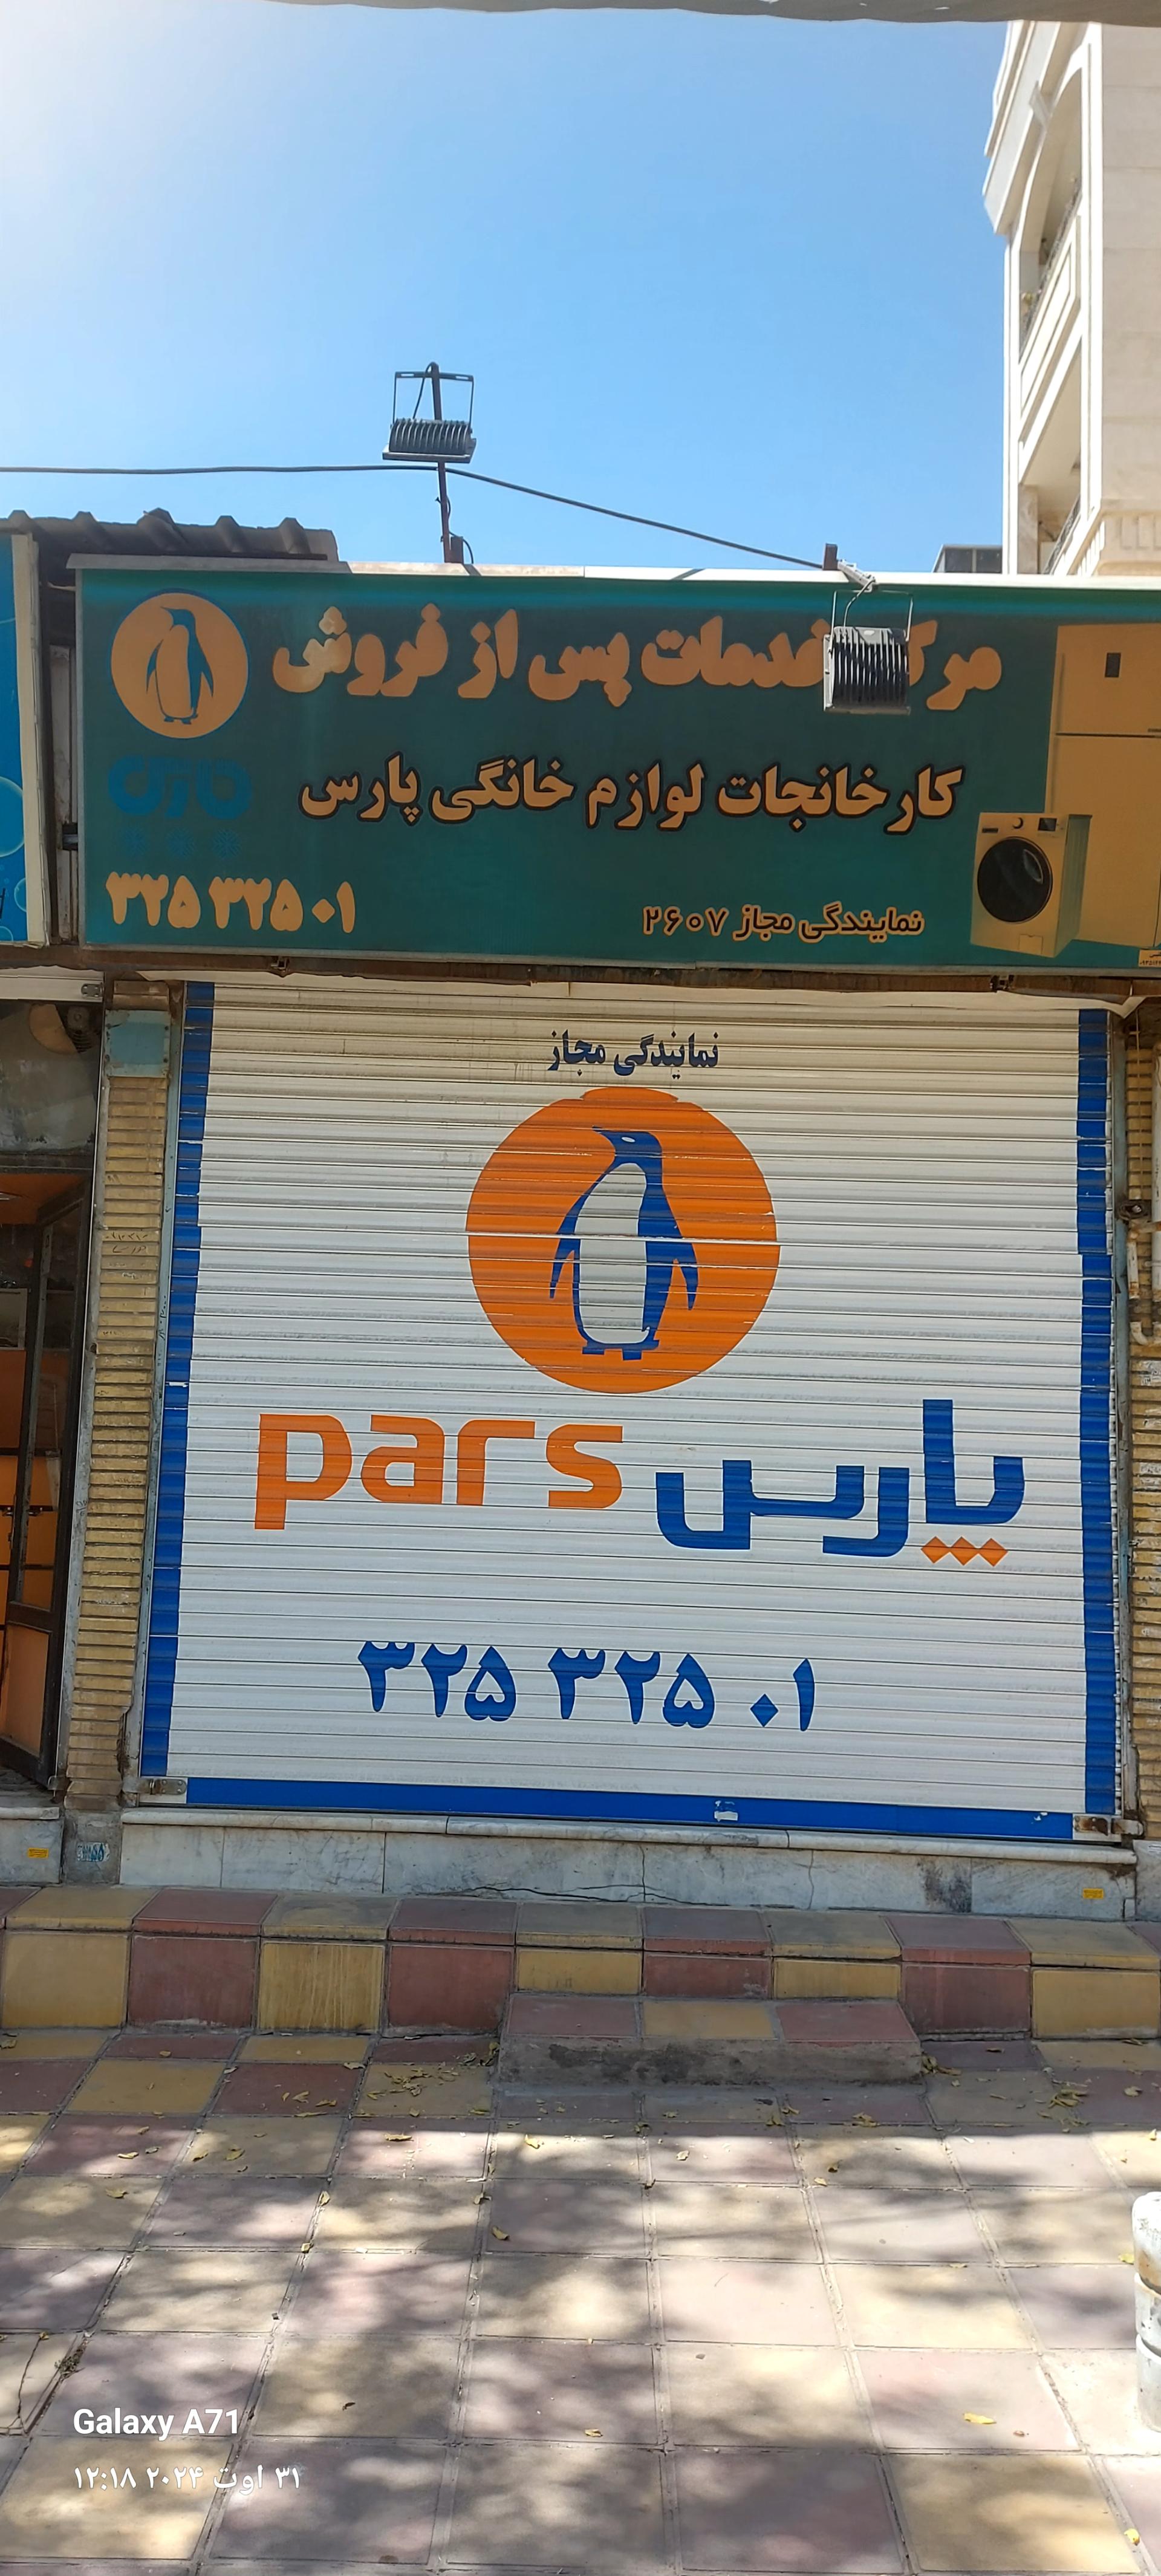 مرکز خدمات پس از فروش
کارخانجات لوازم خانگی پارس
پارس
۳۲۵ ۳۲۵ ۰۱
نمایندگی مجاز ۲۶۰۷
نمایندگی مجاز
pars پارس
۳۲۵ ۳۲۵ ۰۱
Galaxy A71
۳۱ اوت ۲۰۲۴ ۱۲:۱۸